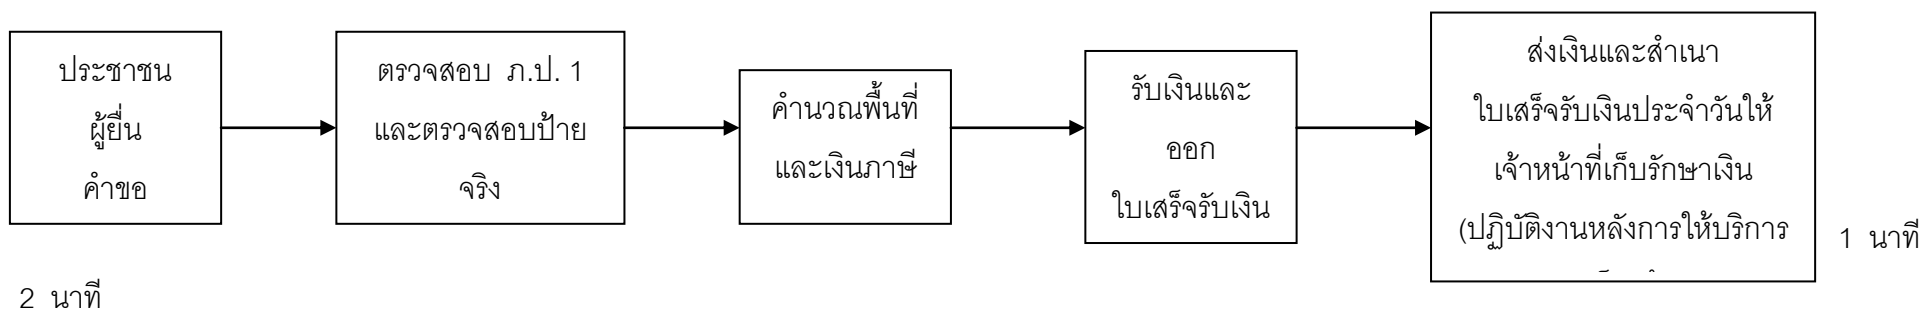 ประชาชน
ผู้ยื่น
คำขอ
ตรวจสอบ ภ.ป. 1
และตรวจสอบป้าย
จริง
คำนวณพื้นที่
และเงินภาษี
รับเงินและ
ออก
ใบเสร็จรับเงิน
ส่งเงินและสำเนา
ใบเสร็จรับเงินประจำวันให้
เจ้าหน้าที่เก็บรักษาเงิน
(ปฏิบัติงานหลังการให้บริการ
1 นาที
2 นาที